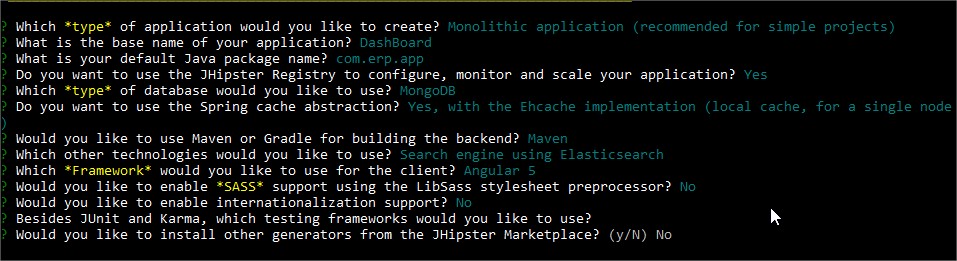 ? Which *type* of application would you like to create? Monolithic application (recommended for simple projects)
? What is the base name of your application? DashBoard
? What is your default Java package name? com.erp.app
? Do you want to use the JHipster Registry to configure, monitor and scale your application? Yes
? Which *type* of database would you like to use? MongoDB
? Do you want to use the Spring cache abstraction? Yes, with the Ehcache implementation (local cache, for a single node
)
? Would you like to use Maven or Gradle for building the backend? Maven
? Which other technologies would you like to use? Search engine using Elasticsearch
? Which *Framework* would you like to use for the client? Angular 5
? Would you like to enable *SASS* support using the LibSass stylesheet preprocessor? No
? Would you like to enable internationalization support? No
? Besides JUnit and Karma, which testing frameworks would you like to use?
? Would you like to install other generators from the JHipster Marketplace? (y/N) No